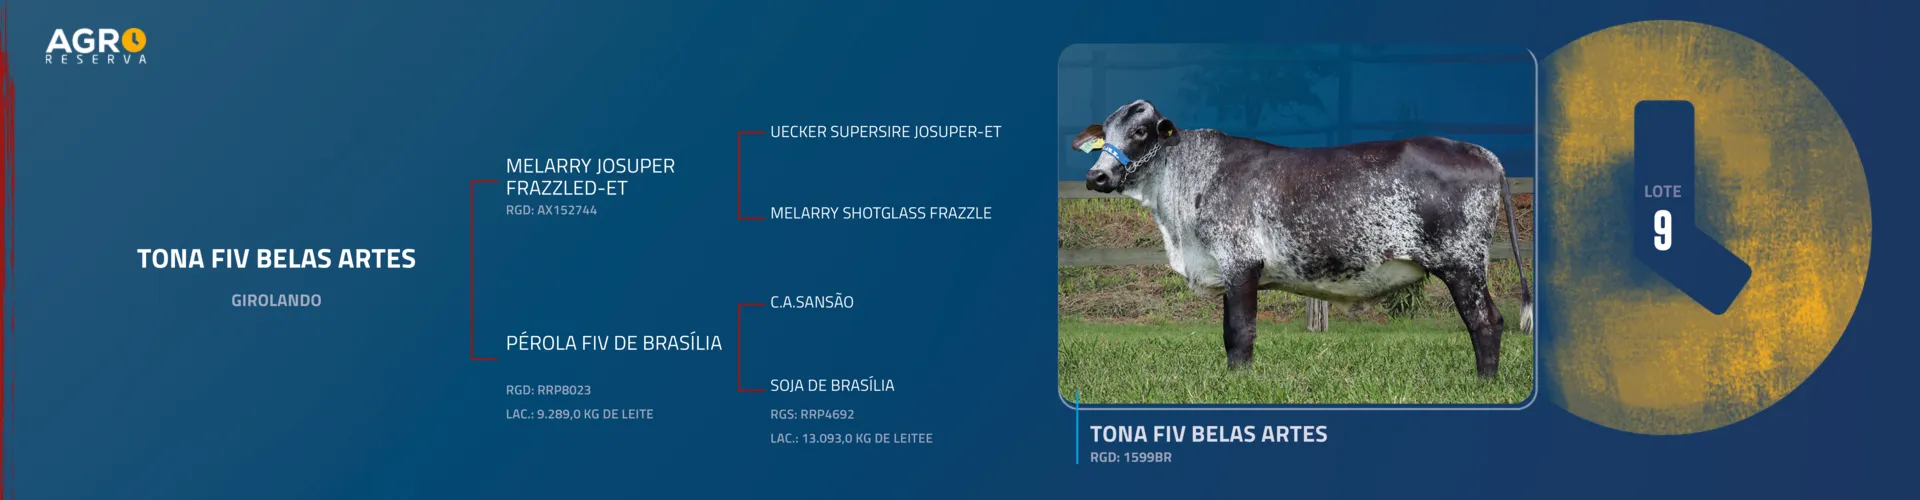 AGRO
RESERVA
TONA FIV BELAS ARTES
GIROLANDO
MELARRY JOSUPER
FRAZZLED-ET
RGD: AX152744
PÉROLA FIV DE BRASÍLIA
RGD: RRP8023
LAC.: 9.289,0 KG DE LEITE
UECKER SUPERSIRE JOSUPER-ET
MELARRY SHOTGLASS FRAZZLE
C.A.SANSÃO
SOJA DE BRASÍLIA
RGS: RRP4692
LAC.: 13.093,0 KG DE LEITEE
TONA FIV BELAS ARTES
RGD: 1599BR
LOTE
9